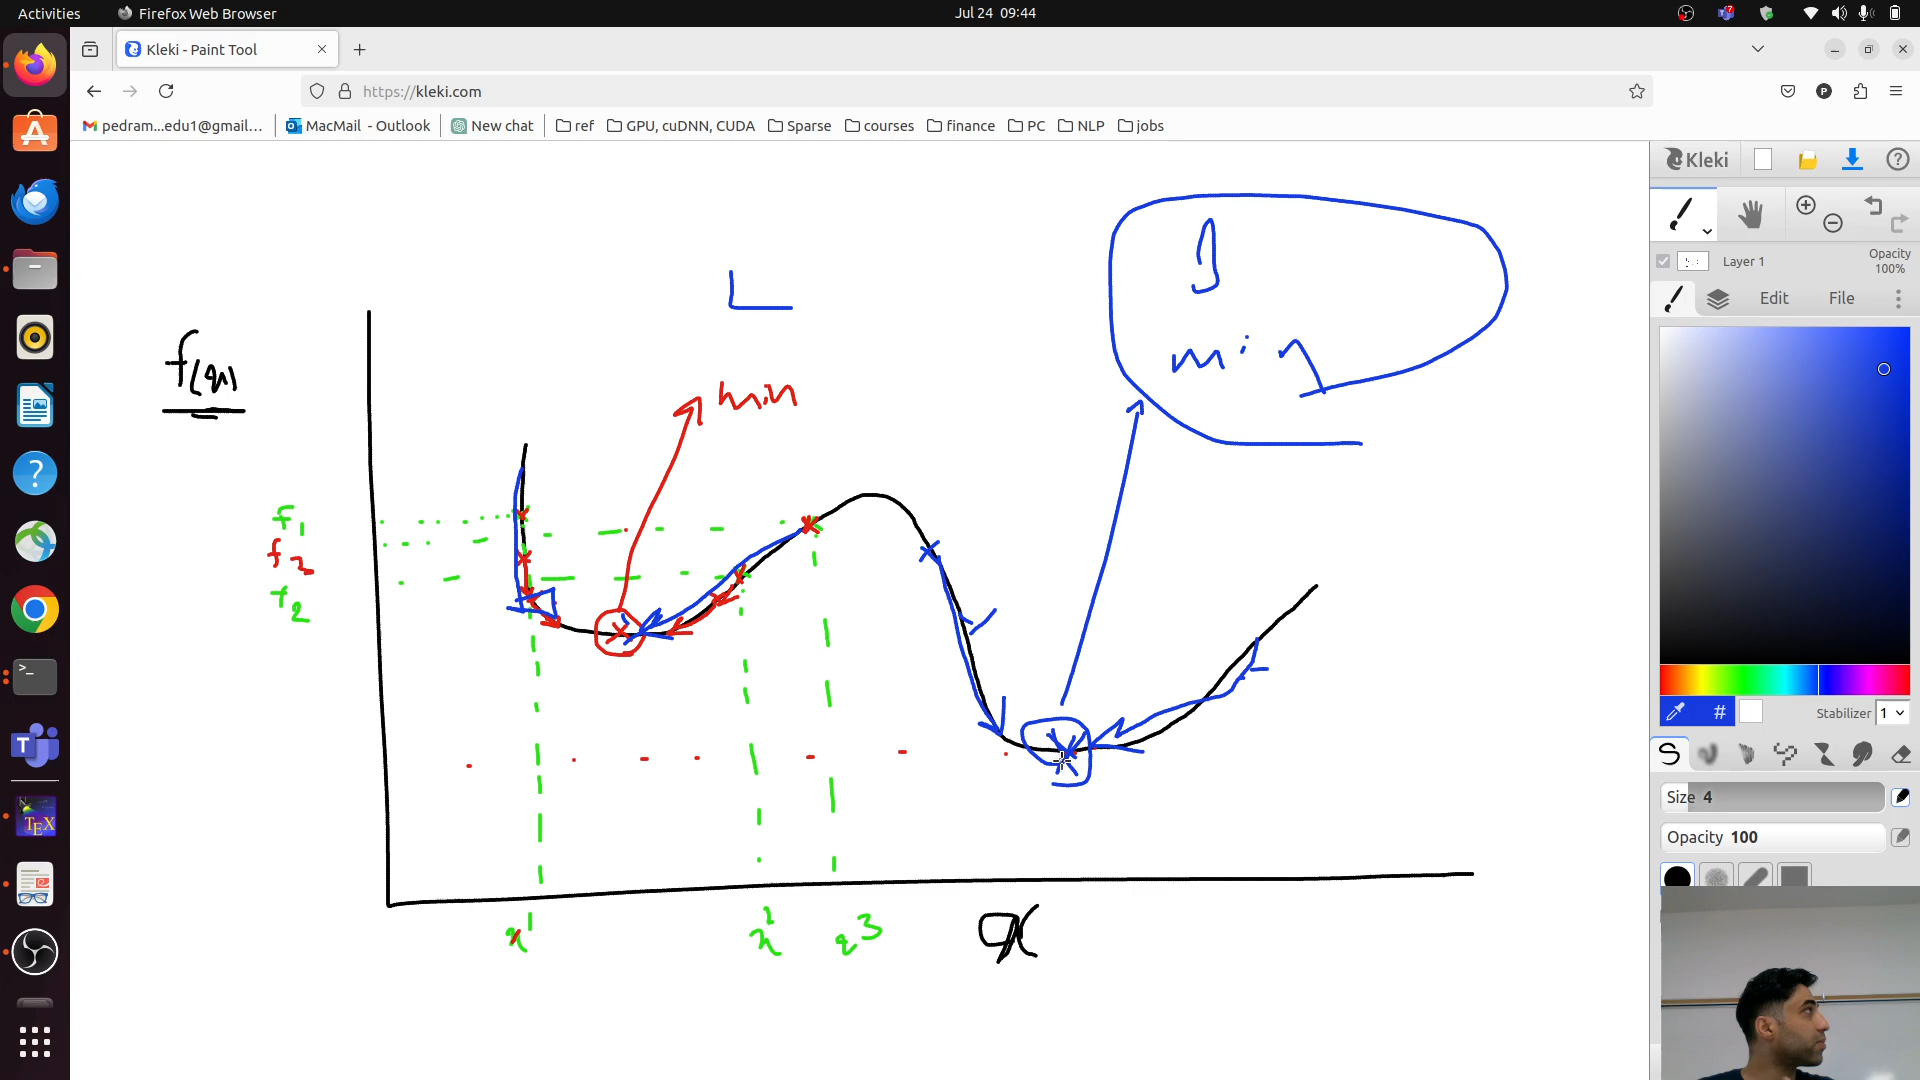 Activities
Firefox Web Browser
Jul 24 09:44
Kleki - Paint Tool
https://kleki.com
pedram...edu1@gmail...
MacMail - Outlook
New chat
ref
GPU, cuDNN, CUDA
Sparse
courses
finance
PC
NLP
jobs
Kleki
Layer 1
Opacity
100%
Edit
File
Stabilizer 1
Size 4
Opacity 100
L
g
min
min
f(x)
f1
f2
f2
x1
x2
x3
x